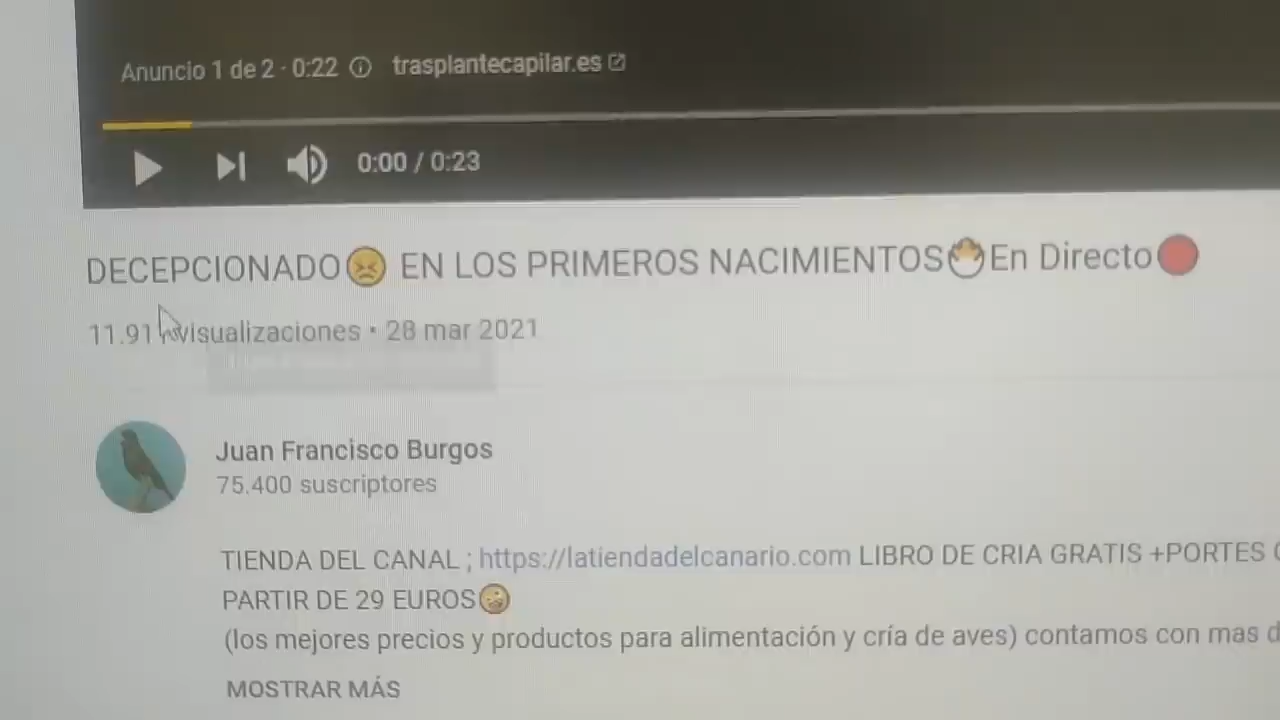 Anuncio 1 de 2 · 0:22 ⓘ trasplantecapilar.es
0:00 / 0:23
DECEPCIONADO😣 EN LOS PRIMEROS NACIMIENTOS🐣En Directo🔴
visualizaciones • 28 mar 2021
Juan Francisco Burgos
75.400 suscriptores
TIENDA DEL CANAL ; https://latiendadelcanario.com LIBRO DE CRIA GRATIS +PORTES
PARTIR DE 29 EUROS
(los mejores precios y productos para alimentación y cría de aves) contamos con mas
MOSTRAR MÁS